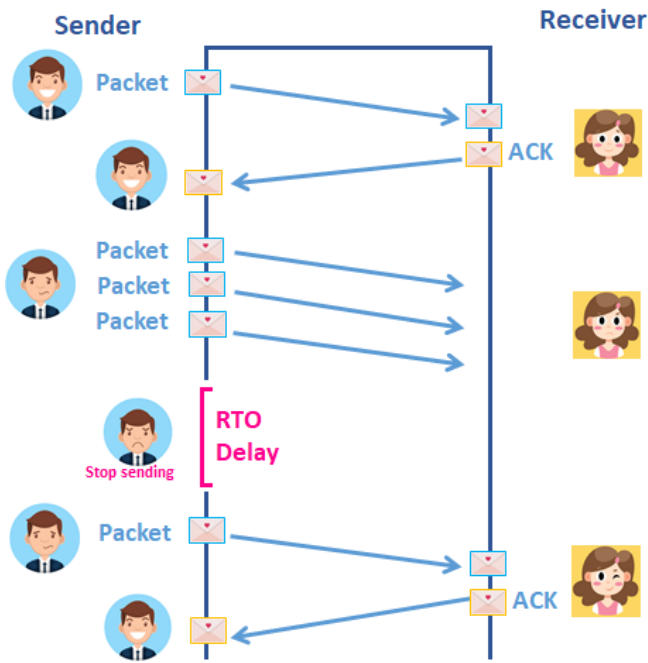 Sender
Receiver
Packet
ACK
Packet
Packet
Packet
RTO
Delay
Stop sending
Packet
ACK